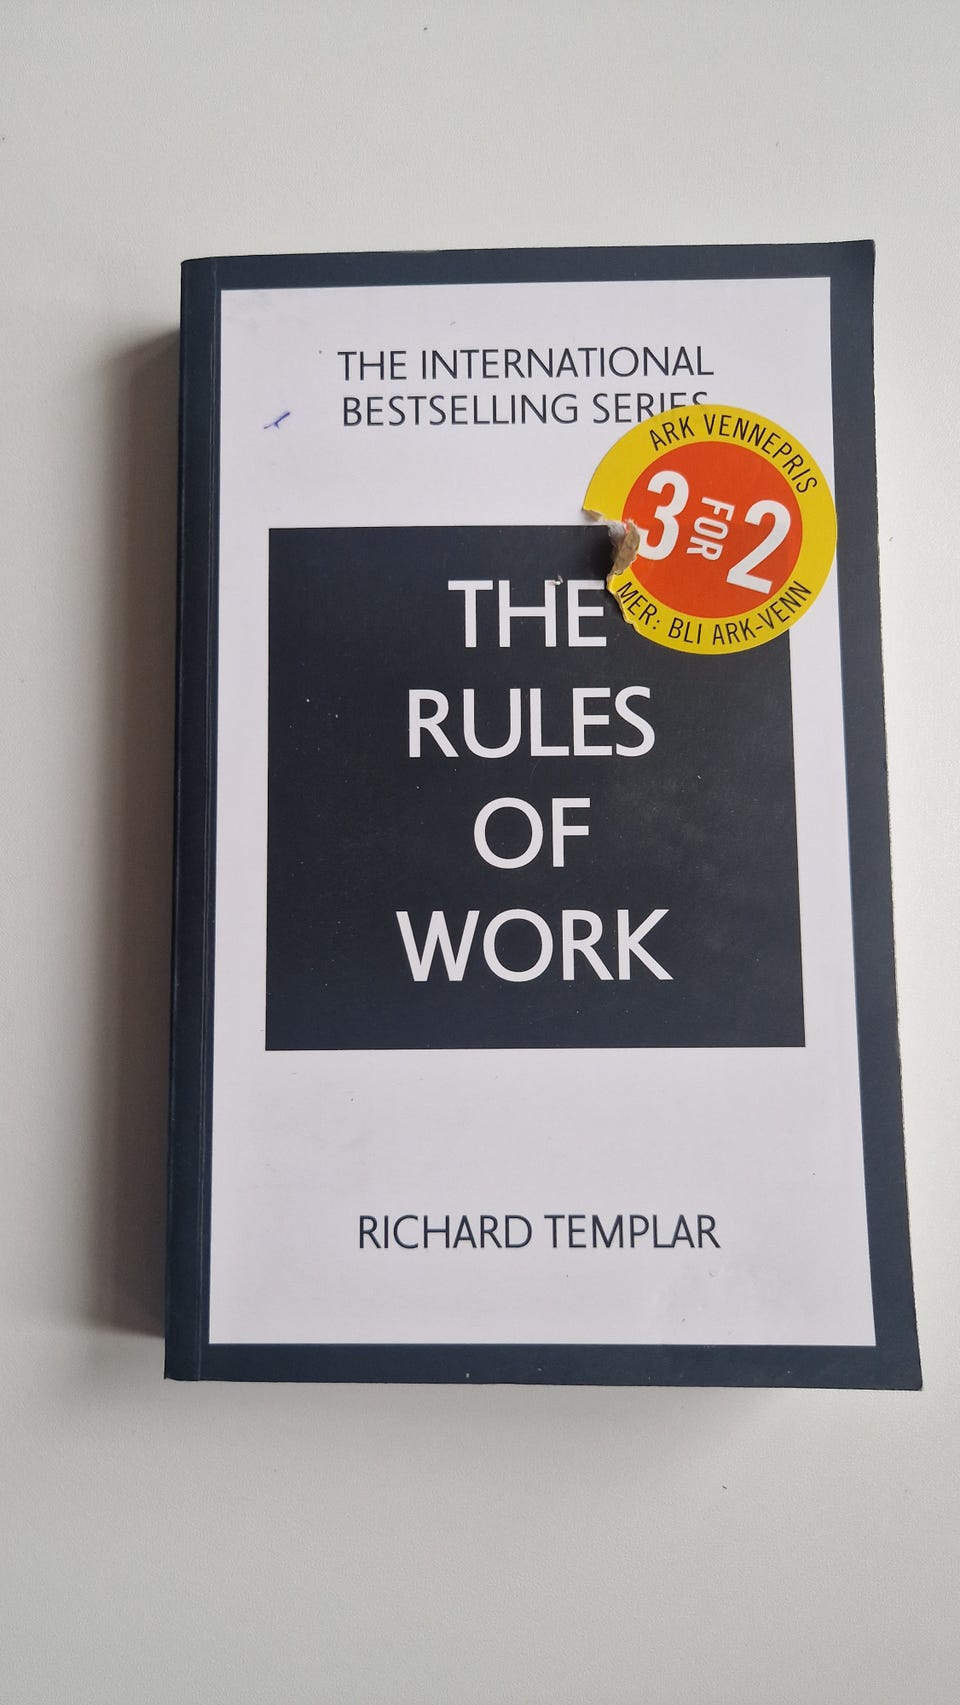 THE INTERNATIONAL
BESTSELLING SERIES
ARK VENNEPRIS
3 FOR 2
MER: BLI ARK-VENN
THE
RULES
OF
WORK
RICHARD TEMPLAR